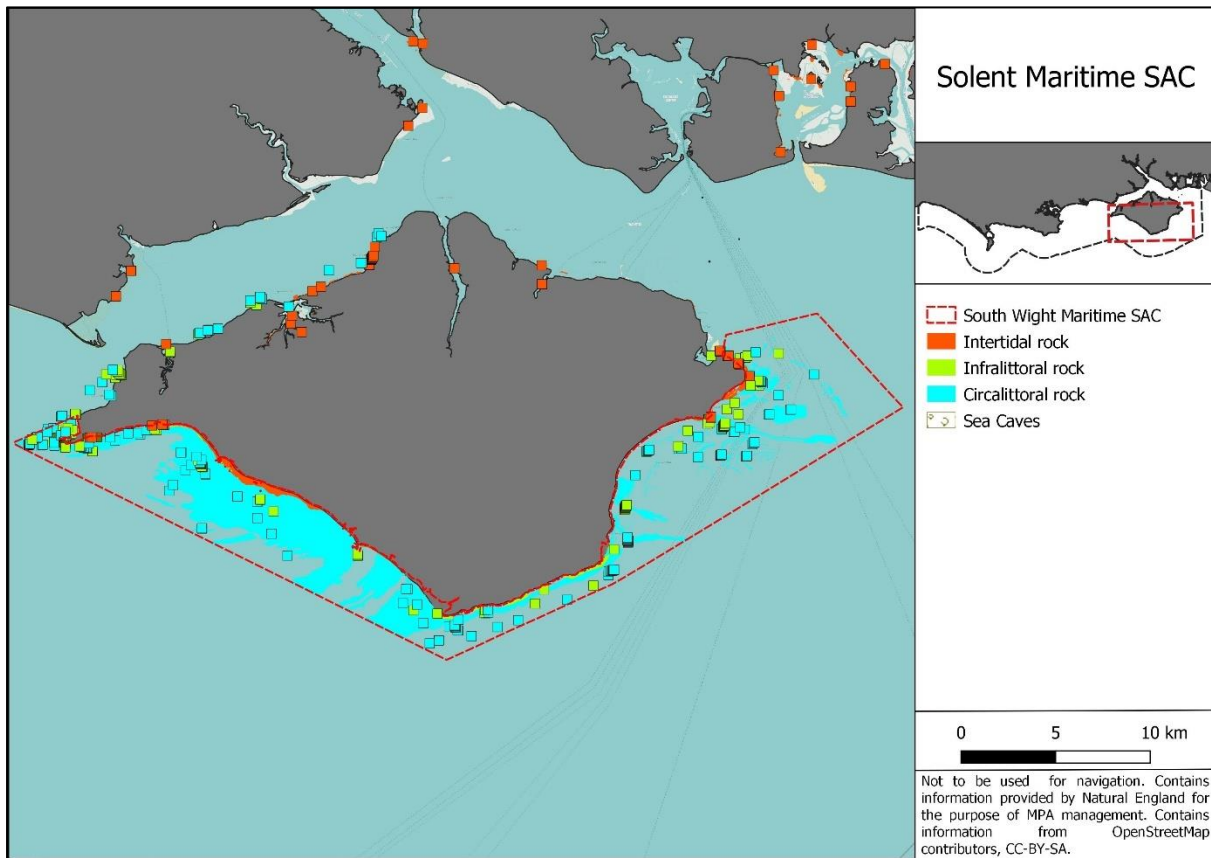 Solent Maritime SAC
South Wight Maritime SAC
Intertidal rock
Infralittoral rock
Circalittoral rock
Sea Caves
0 5 10 km
Not to be used for navigation. Contains
information provided by Natural England for
the purpose of MPA management. Contains
information from OpenStreetMap
contributors, CC-BY-SA.